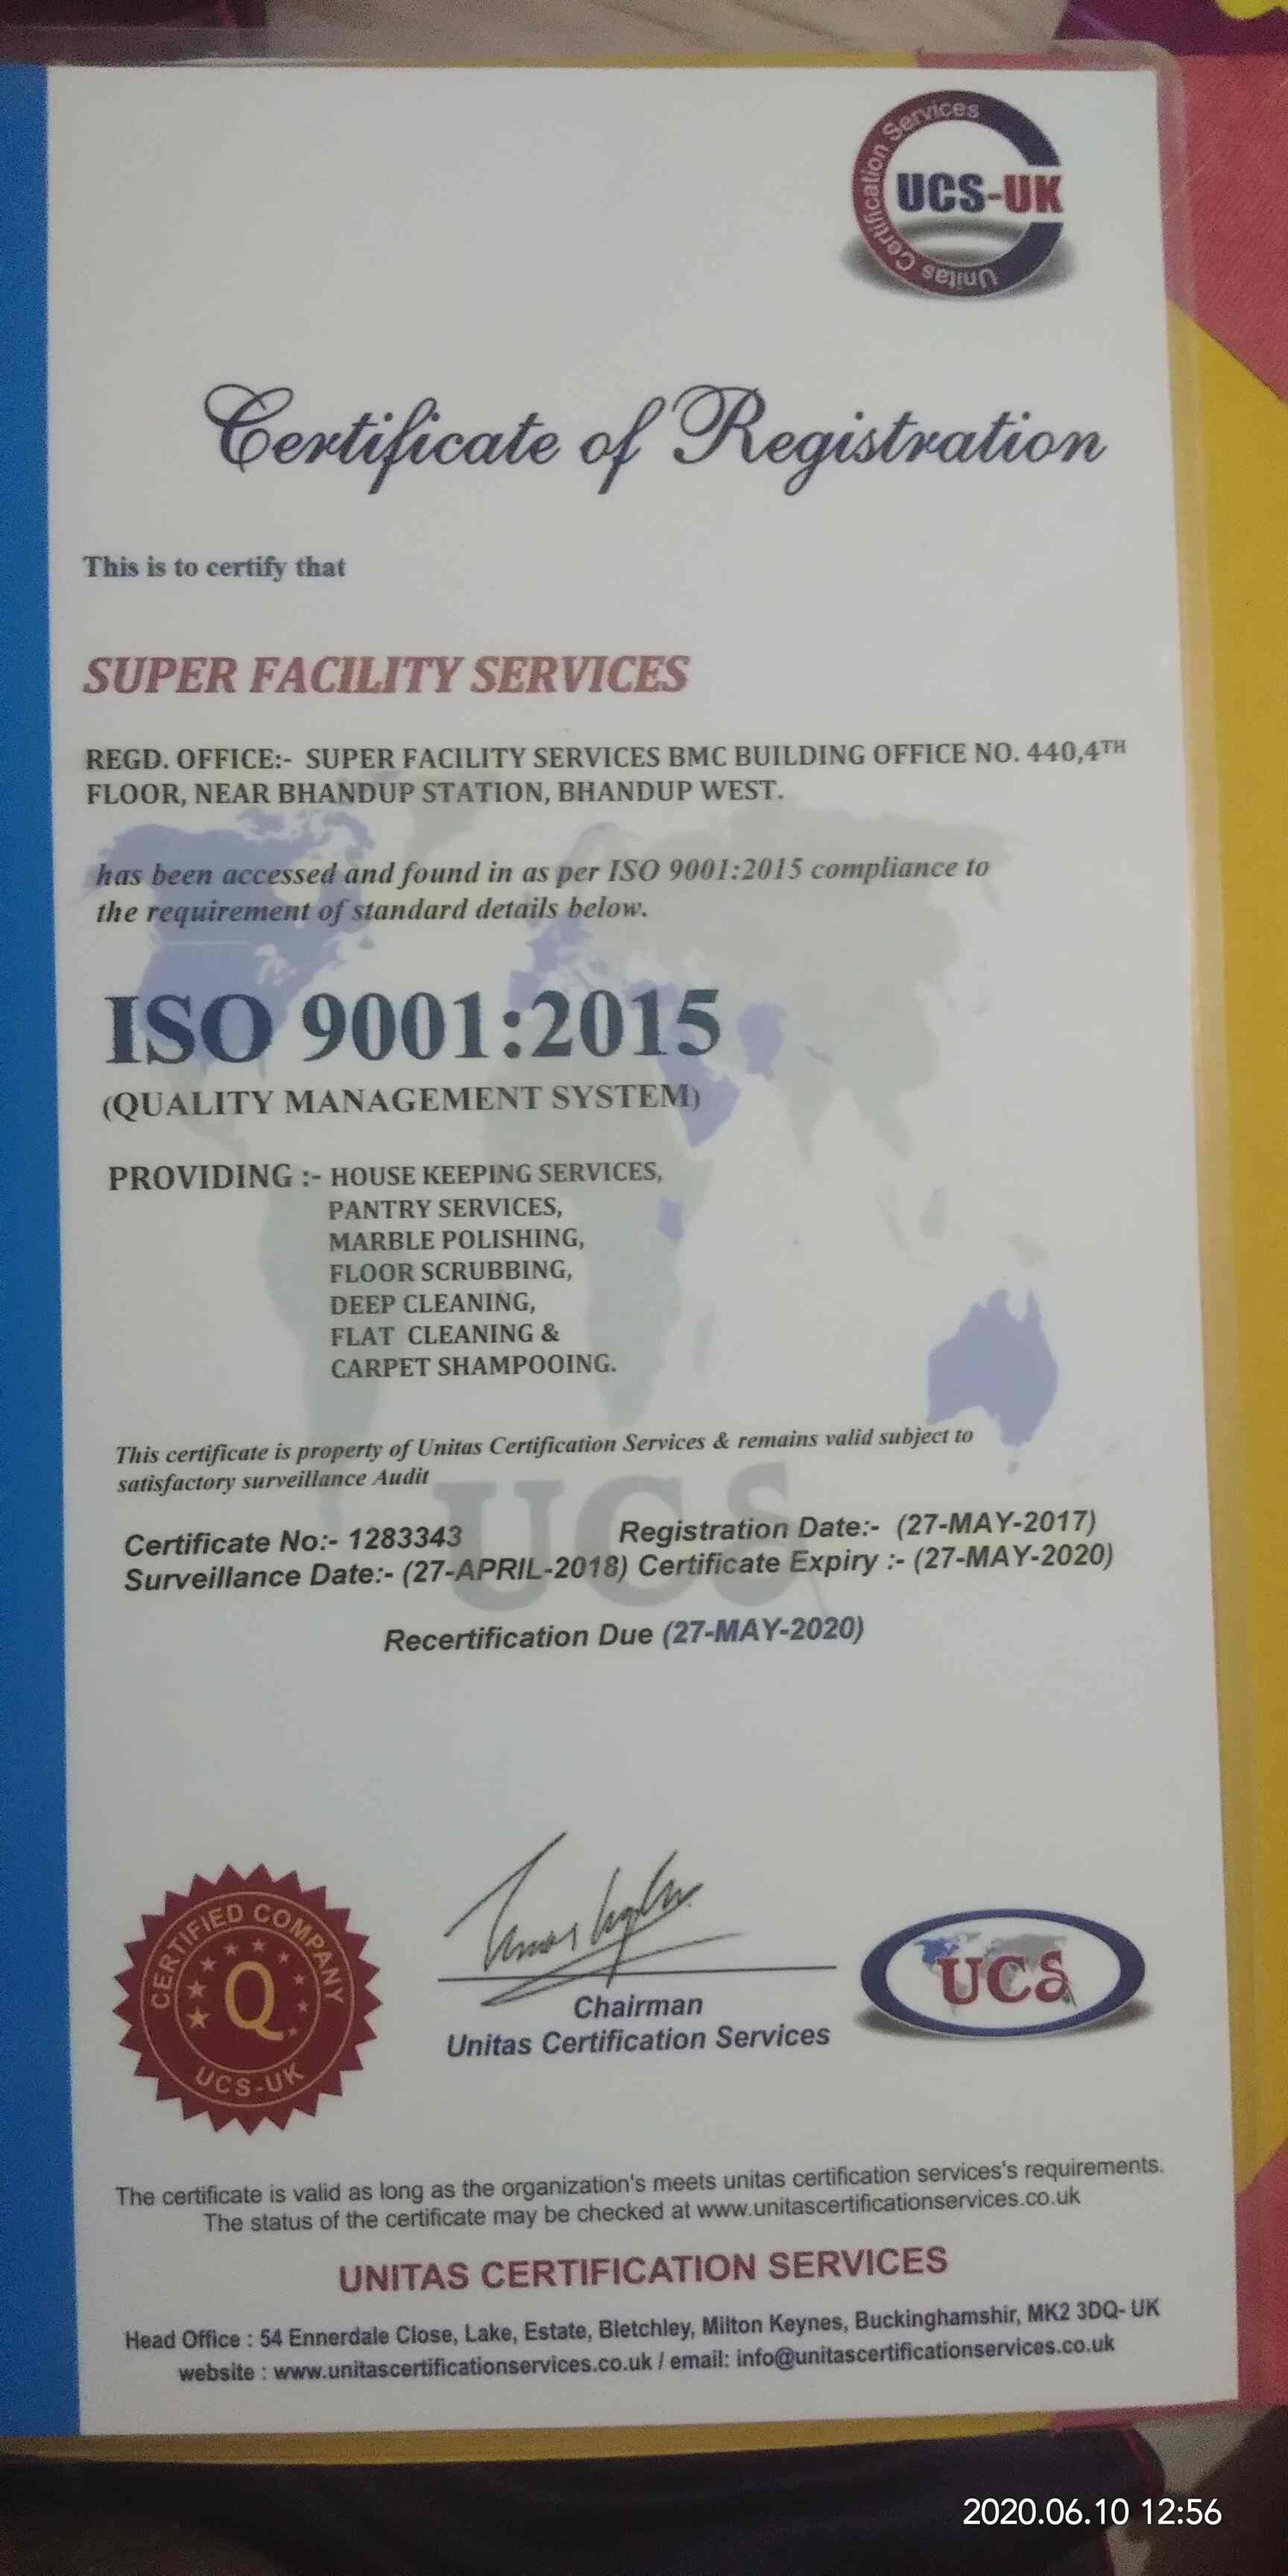 Unitas Certification Services
UCS-UK
Certificate of Registration
This is to certify that
SUPER FACILITY SERVICES
REGD. OFFICE:- SUPER FACILITY SERVICES BMC BUILDING OFFICE NO. 440,4TH
FLOOR, NEAR BHANDUP STATION, BHANDUP WEST.
has been accessed and found in as per ISO 9001:2015 compliance to
the requirement of standard details below.
ISO 9001:2015
(QUALITY MANAGEMENT SYSTEM)
PROVIDING :- HOUSE KEEPING SERVICES,
PANTRY SERVICES,
MARBLE POLISHING,
FLOOR SCRUBBING,
DEEP CLEANING,
FLAT CLEANING &
CARPET SHAMPOOING.
This certificate is property of Unitas Certification Services & remains valid subject to
satisfactory surveillance Audit
UCS
Certificate No:- 1283343 Registration Date:- (27-MAY-2017)
Surveillance Date:- (27-APRIL-2018) Certificate Expiry :- (27-MAY-2020)
Recertification Due (27-MAY-2020)
CERTIFIED COMPANY
Q
UCS-UK
Chairman
Unitas Certification Services
UCS
The certificate is valid as long as the organization's meets unitas certification services's requirements.
The status of the certificate may be checked at www.unitascertificationservices.co.uk
UNITAS CERTIFICATION SERVICES
Head Office : 54 Ennerdale Close, Lake, Estate, Bletchley, Milton Keynes, Buckinghamshir, MK2 3DQ- UK
website : www.unitascertificationservices.co.uk / email: info@unitascertificationservices.co.uk
2020.06.10 12:56